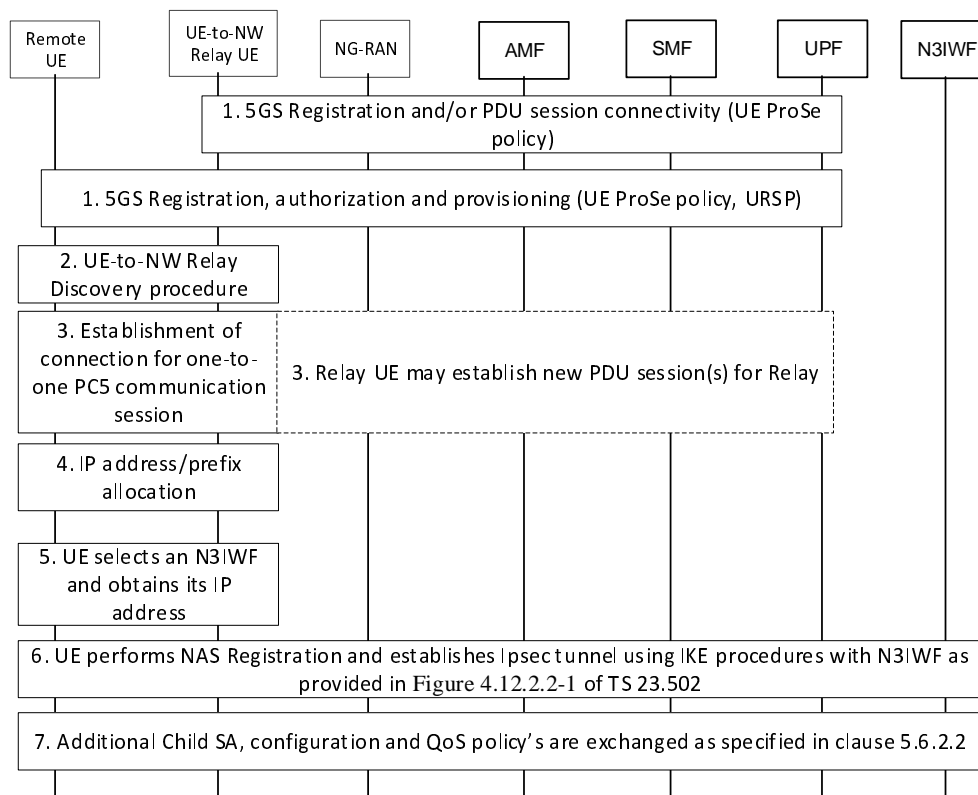 Remote
UE
UE-to-NW
Relay UE
NG-RAN
AMF
SMF
UPF
N3IWF
1. 5GS Registration and/or PDU session connectivity (UE ProSe
policy)
1. 5GS Registration, authorization and provisioning (UE ProSe policy, URSP)
2. UE-to-NW Relay
Discovery procedure
3. Establishment of
connection for one-to-
one PC5 communication
session
3. Relay UE may establish new PDU session(s) for Relay
4. IP address/prefix
allocation
5. UE selects an N3IWF
and obtains its IP
address
6. UE performs NAS Registration and establishes Ipsec tunnel using IKE procedures with N3IWF as
provided in Figure 4.12.2.2-1 of TS 23.502
7. Additional Child SA, configuration and QoS policy’s are exchanged as specified in clause 5.6.2.2